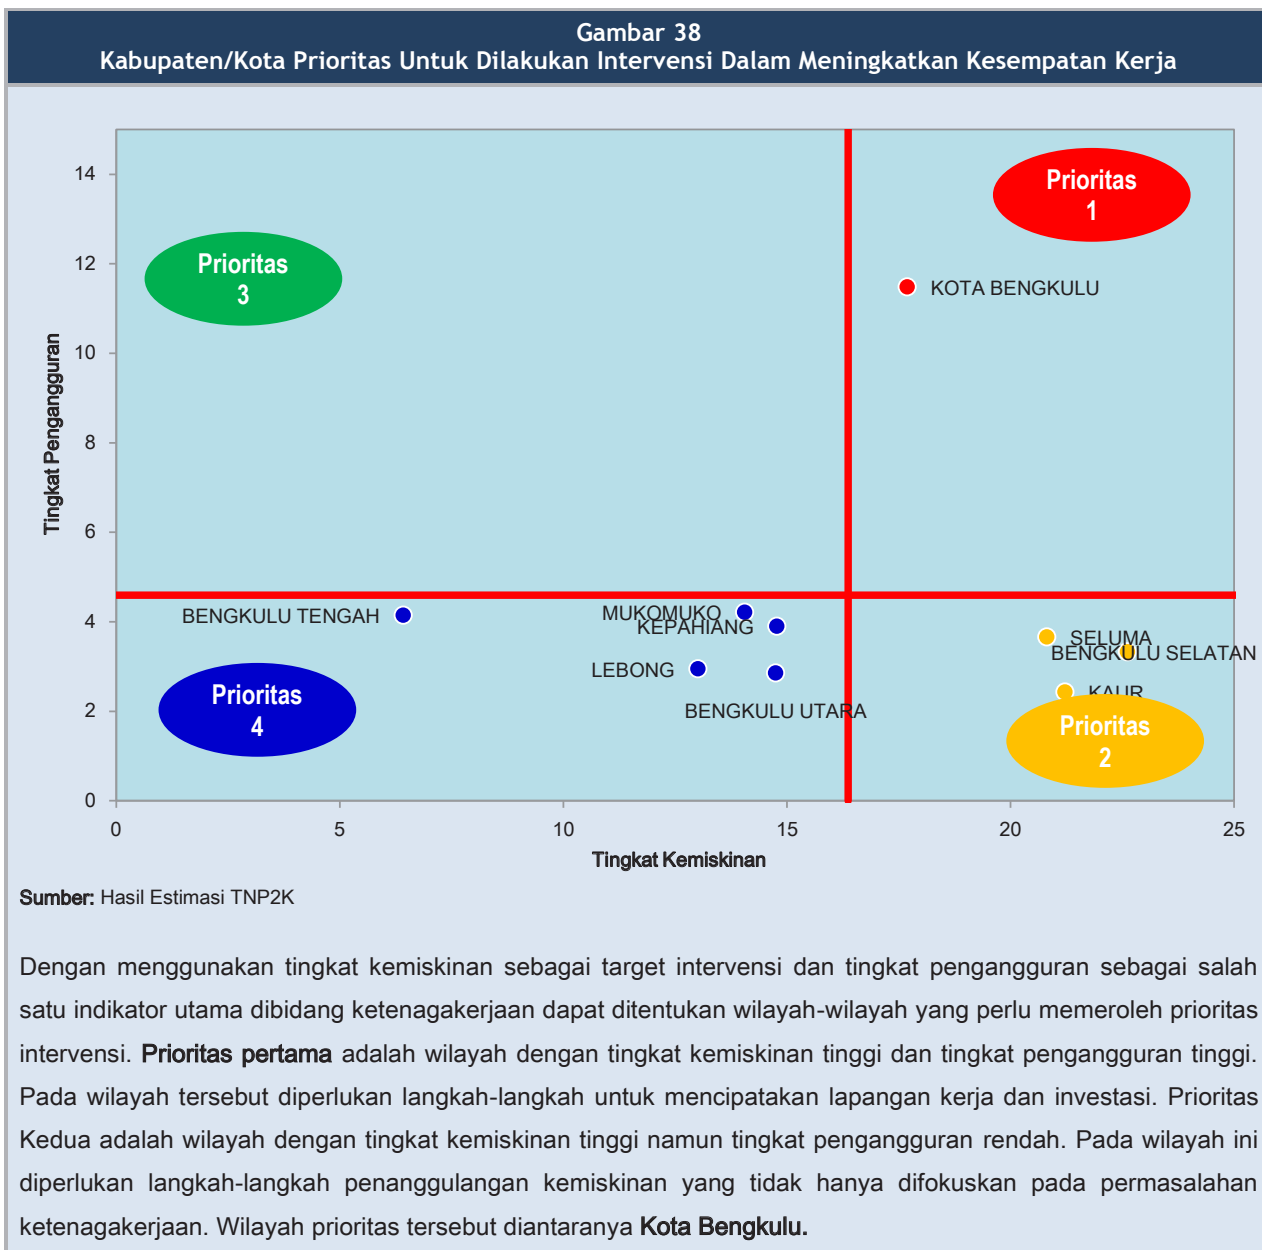 Gambar 38
Kabupaten/Kota Prioritas Untuk Dilakukan Intervensi Dalam Meningkatkan Kesempatan Kerja
14
12
10
8
6
4
2
0
Tingkat Pengangguran
Prioritas
1
Prioritas
3
KOTA BENGKULU
BENGKULU TENGAH
MUKOMUKO
KEPAHIANG
SELUMA
BENGKULU SELATAN
LEBONG
KAUR
BENGKULU UTARA
Prioritas
4
Prioritas
2
0 5 10 15 20 25
Tingkat Kemiskinan
Sumber: Hasil Estimasi TNP2K
Dengan menggunakan tingkat kemiskinan sebagai target intervensi dan tingkat pengangguran sebagai salah
satu indikator utama dibidang ketenagakerjaan dapat ditentukan wilayah-wilayah yang perlu memeroleh prioritas
intervensi. Prioritas pertama adalah wilayah dengan tingkat kemiskinan tinggi dan tingkat pengangguran tinggi.
Pada wilayah tersebut diperlukan langkah-langkah untuk mencipatakan lapangan kerja dan investasi. Prioritas
Kedua adalah wilayah dengan tingkat kemiskinan tinggi namun tingkat pengangguran rendah. Pada wilayah ini
diperlukan langkah-langkah penanggulangan kemiskinan yang tidak hanya difokuskan pada permasalahan
ketenagakerjaan. Wilayah prioritas tersebut diantaranya Kota Bengkulu.